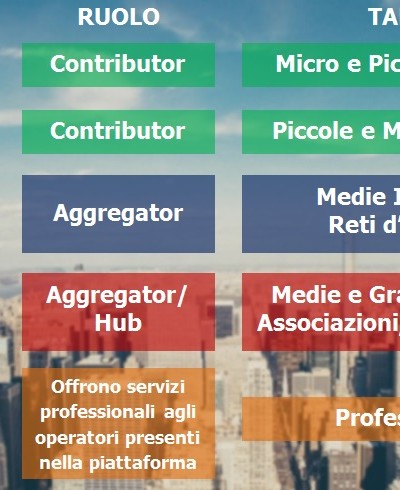 RUOLO TA
Contributor Micro e Pic
Contributor Piccole e M
Aggregator
Medie I
Reti d'
Aggregator/
Hub
Medie e Gra
Associazioni,
Offrono servizi
professionali agli
operatori presenti
nella piattaforma
Profes